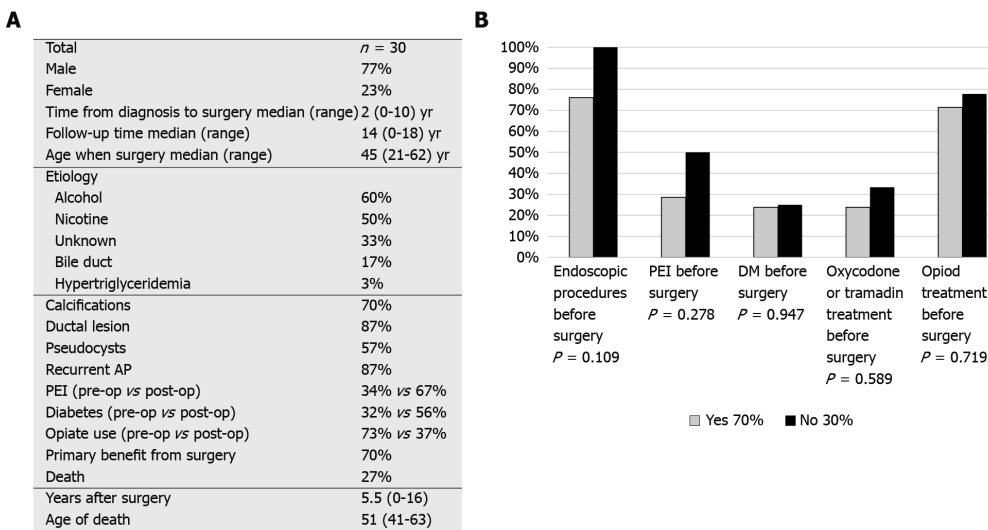 A
Total n = 30
Male 77%
Female 23%
Time from diagnosis to surgery median (range) 2 (0-10) yr
Follow-up time median (range) 14 (0-18) yr
Age when surgery median (range) 45 (21-62) yr
Etiology
Alcohol 60%
Nicotine 50%
Unknown 33%
Bile duct 17%
Hypertriglyceridemia 3%
Calcifications 70%
Ductal lesion 87%
Pseudocysts 57%
Recurrent AP 87%
PEI (pre-op vs post-op) 34% vs 67%
Diabetes (pre-op vs post-op) 32% vs 56%
Opiate use (pre-op vs post-op) 73% vs 37%
Primary benefit from surgery 70%
Death 27%
Years after surgery 5.5 (0-16)
Age of death 51 (41-63)
B
100%
90%
80%
70%
60%
50%
40%
30%
20%
10%
0%
Endoscopic
procedures
before
surgery
P = 0.109
PEI before
surgery
P = 0.278
DM before
surgery
P = 0.947
Oxycodone
or tramadin
treatment
before
surgery
P = 0.589
Opiod
treatment
before
surgery
P = 0.719
Yes 70% No 30%